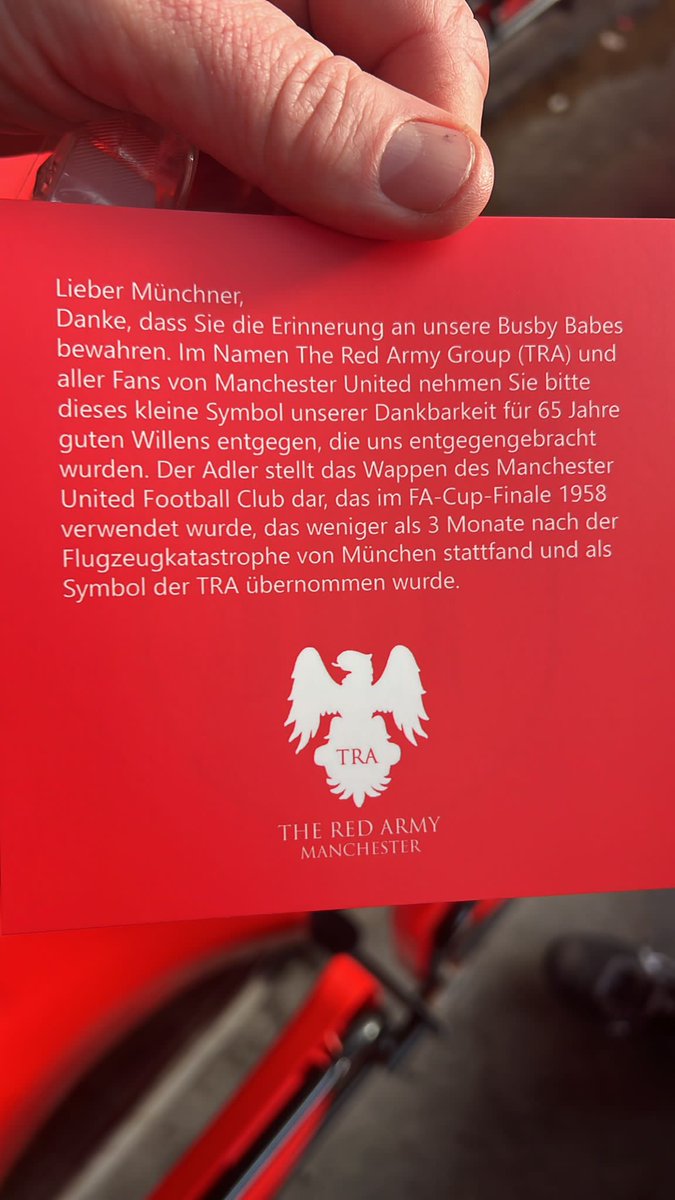 Lieber Münchner,
Danke, dass Sie die Erinnerung an unsere Busby Babes
bewahren. Im Namen The Red Army Group (TRA) und
aller Fans von Manchester United nehmen Sie bitte
dieses kleine Symbol unserer Dankbarkeit für 65 Jahre
guten Willens entgegen, die uns entgegengebracht
wurden. Der Adler stellt das Wappen des Manchester
United Football Club dar, das im FA-Cup-Finale 1958
verwendet wurde, das weniger als 3 Monate nach der
Flugzeugkatastrophe von München stattfand und als
Symbol der TRA übernommen wurde.
TRA
THE RED ARMY
MANCHESTER